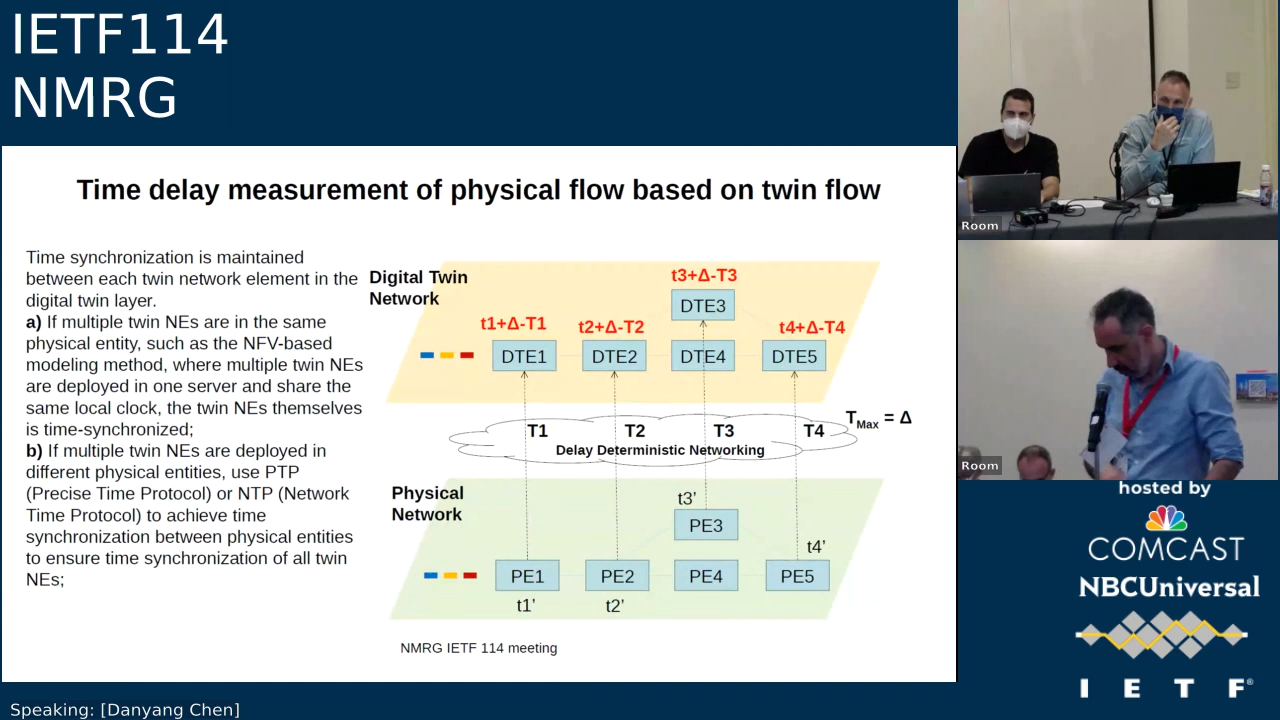 IETF114
NMRG
Time delay measurement of physical flow based on twin flow
Time synchronization is maintained
between each twin network element in the
digital twin layer.
a) If multiple twin NEs are in the same
physical entity, such as the NFV-based
modeling method, where multiple twin NEs
are deployed in one server and share the
same local clock, the twin NEs themselves
is time-synchronized;
b) If multiple twin NEs are deployed in
different physical entities, use PTP
(Precise Time Protocol) or NTP (Network
Time Protocol) to achieve time
synchronization between physical entities
to ensure time synchronization of all twin
NEs;
Digital Twin
Network
t3+Δ-T3
DTE3
t1+Δ-T1
t2+Δ-T2
t4+Δ-T4
DTE1
DTE2
DTE4
DTE5
T1
T2
T3
T4
TMax = Δ
Delay Deterministic Networking
Physical
Network
t3’
PE3
t4’
PE1
PE2
PE4
PE5
t1’
t2’
NMRG IETF 114 meeting
Room
Room
hosted by
COMCAST
NBCUniversal
I E T F®
Speaking: [Danyang Chen]